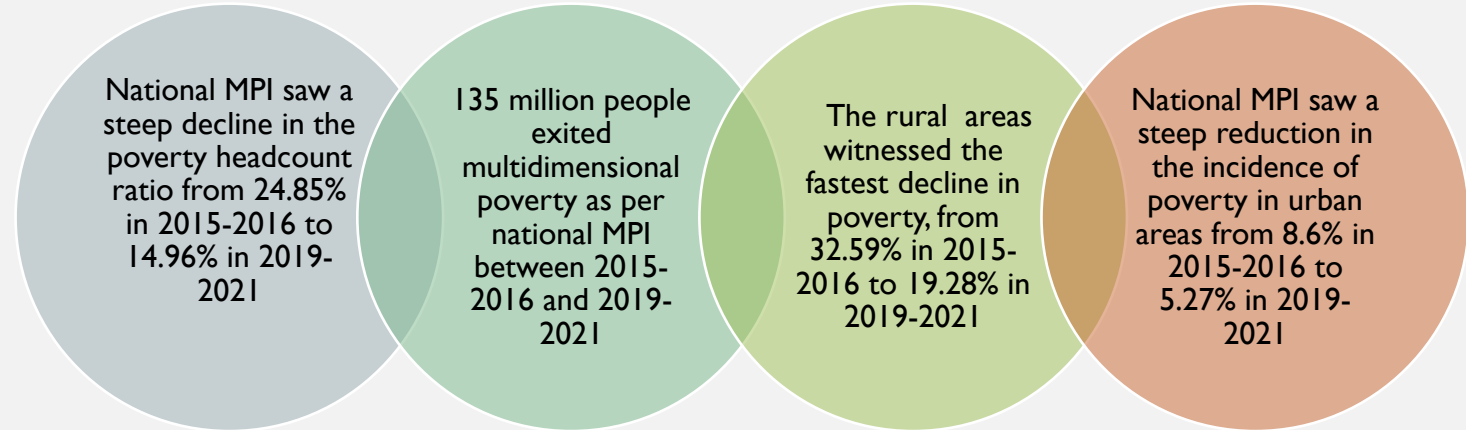 National MPI saw a
steep decline in the
poverty headcount
ratio from 24.85%
in 2015-2016 to
14.96% in 2019-
2021
135 million people
exited
multidimensional
poverty as per
national MPI
between 2015-
2016 and 2019-
2021
The rural areas
witnessed the
fastest decline in
poverty, from
32.59% in 2015-
2016 to 19.28% in
2019-2021
National MPI saw a
steep reduction in
the incidence of
poverty in urban
areas from 8.6% in
2015-2016 to
5.27% in 2019-
2021